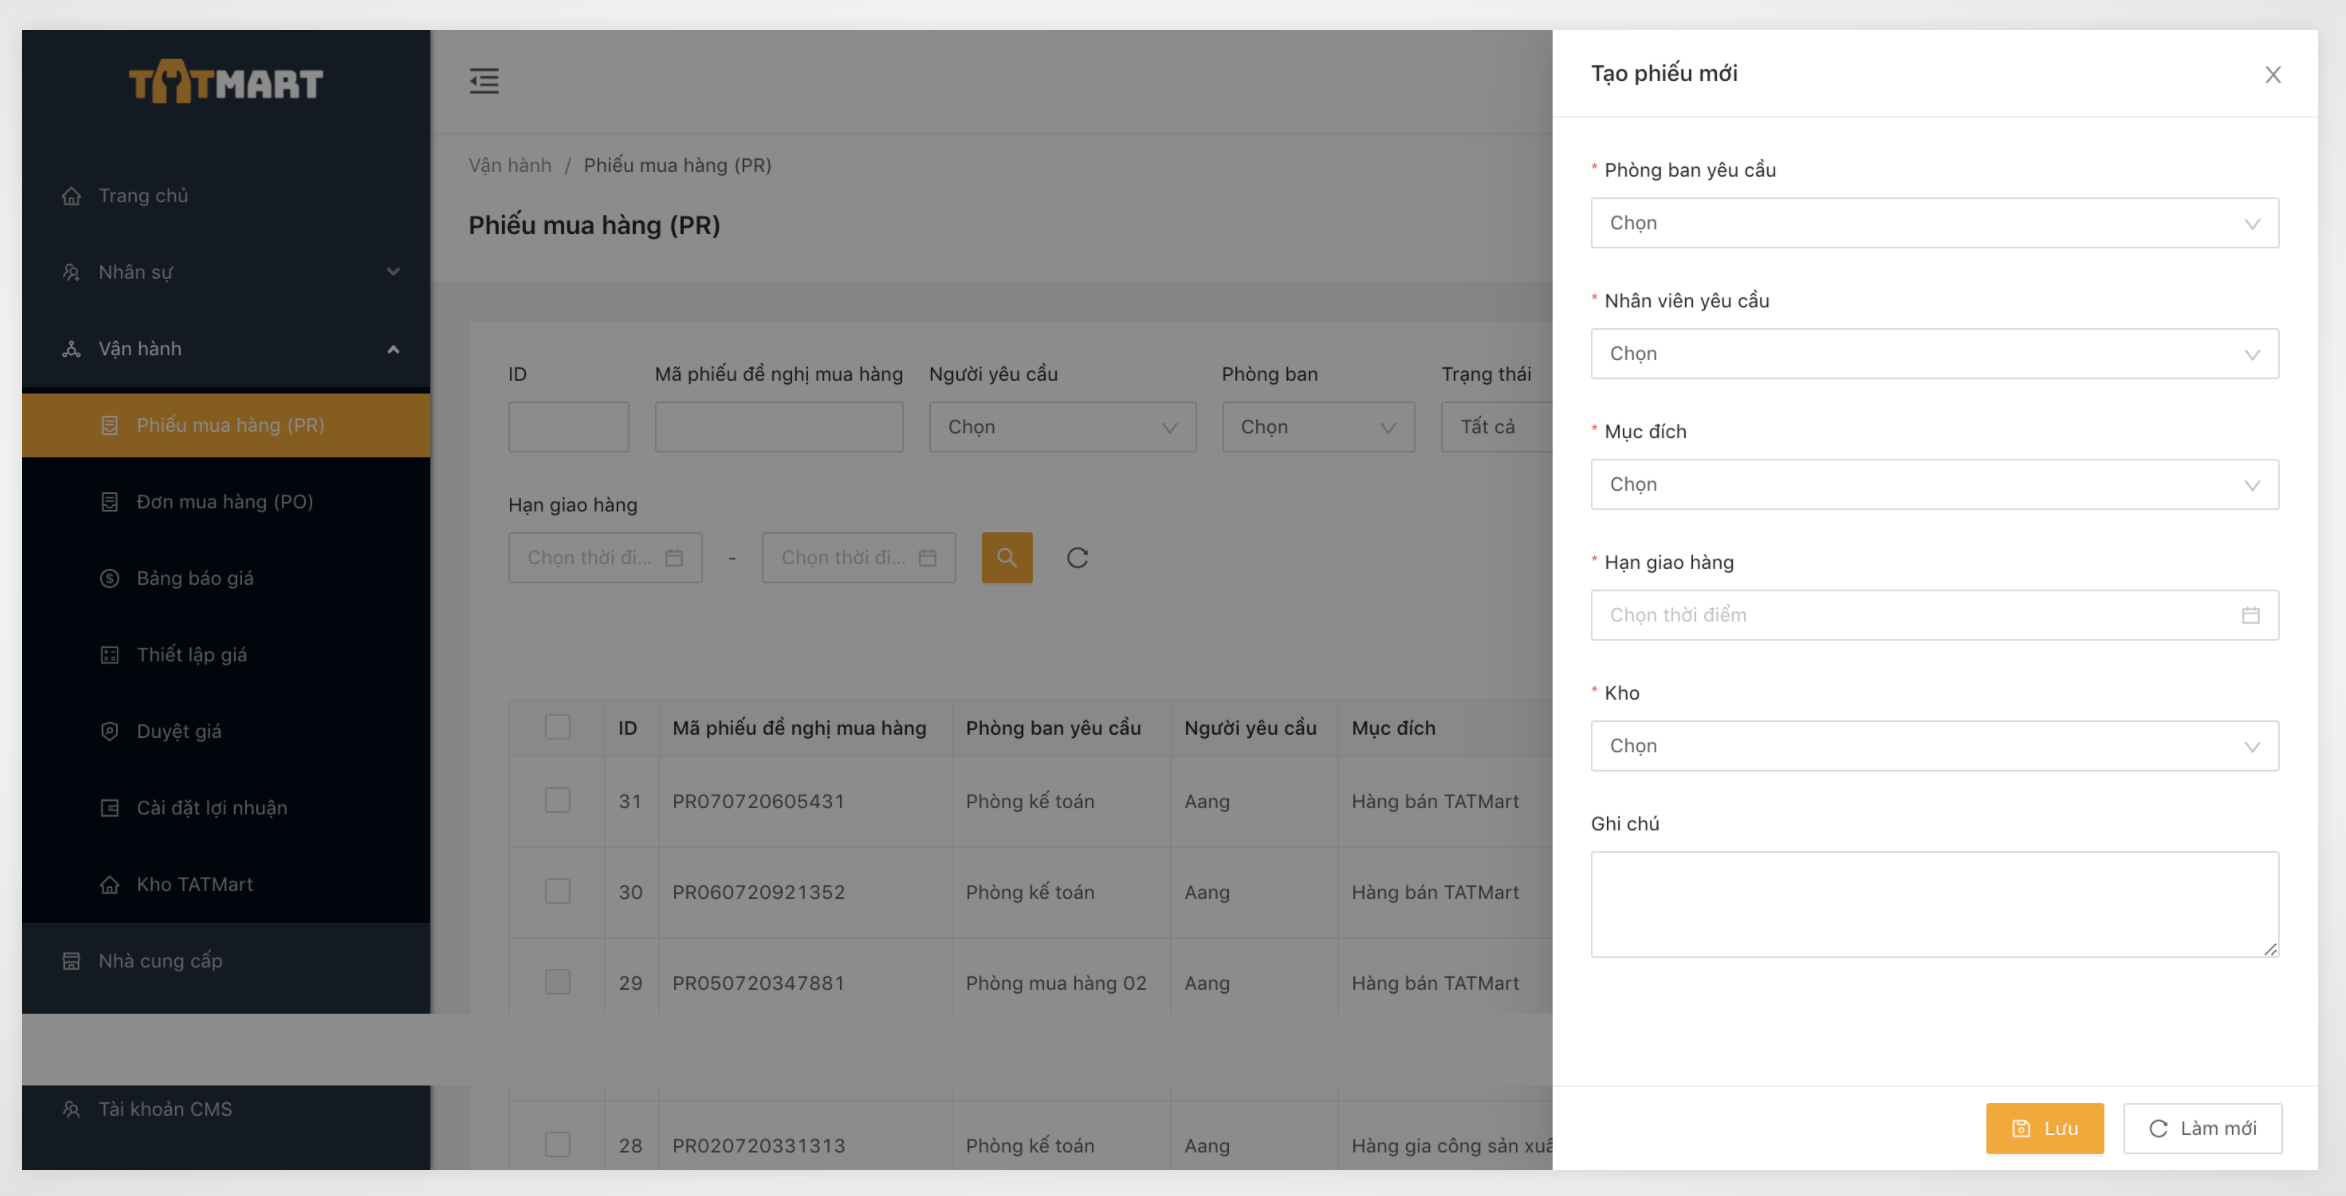 TATMART
Trang chủ
Nhân sự
Vận hành
Phiếu mua hàng (PR)
Đơn mua hàng (PO)
Bảng báo giá
Thiết lập giá
Duyệt giá
Cài đặt lợi nhuận
Kho TATMart
Nhà cung cấp
Tài khoản CMS
Vận hành / Phiếu mua hàng (PR)
Phiếu mua hàng (PR)
ID Mã phiếu đề nghị mua hàng Người yêu cầu Phòng ban Trạng thái
Chọn Chọn Tất cả
Hạn giao hàng
Chọn thời đi... - Chọn thời đi...
ID Mã phiếu đề nghị mua hàng Phòng ban yêu cầu Người yêu cầu Mục đích
31 PR070720605431 Phòng kế toán Aang Hàng bán TATMart
30 PR060720921352 Phòng kế toán Aang Hàng bán TATMart
29 PR050720347881 Phòng mua hàng 02 Aang Hàng bán TATMart
28 PR020720331313 Phòng kế toán Aang Hàng gia công sản xuấ
Tạo phiếu mới
* Phòng ban yêu cầu
Chọn
* Nhân viên yêu cầu
Chọn
* Mục đích
Chọn
* Hạn giao hàng
Chọn thời điểm
* Kho
Chọn
Ghi chú
Lưu Làm mới